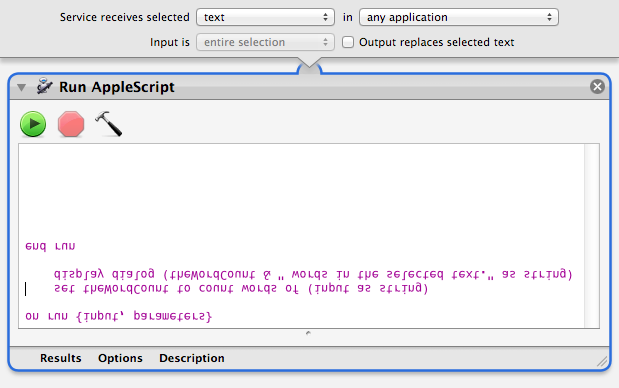 Service receives selected text in any application
Input is entire selection Output replaces selected text
Run AppleScript
on run {input, parameters}
set theWordCount to count words of (input as string)
display dialog (theWordCount & " words in the selected text." as string)
end run
Results Options Description